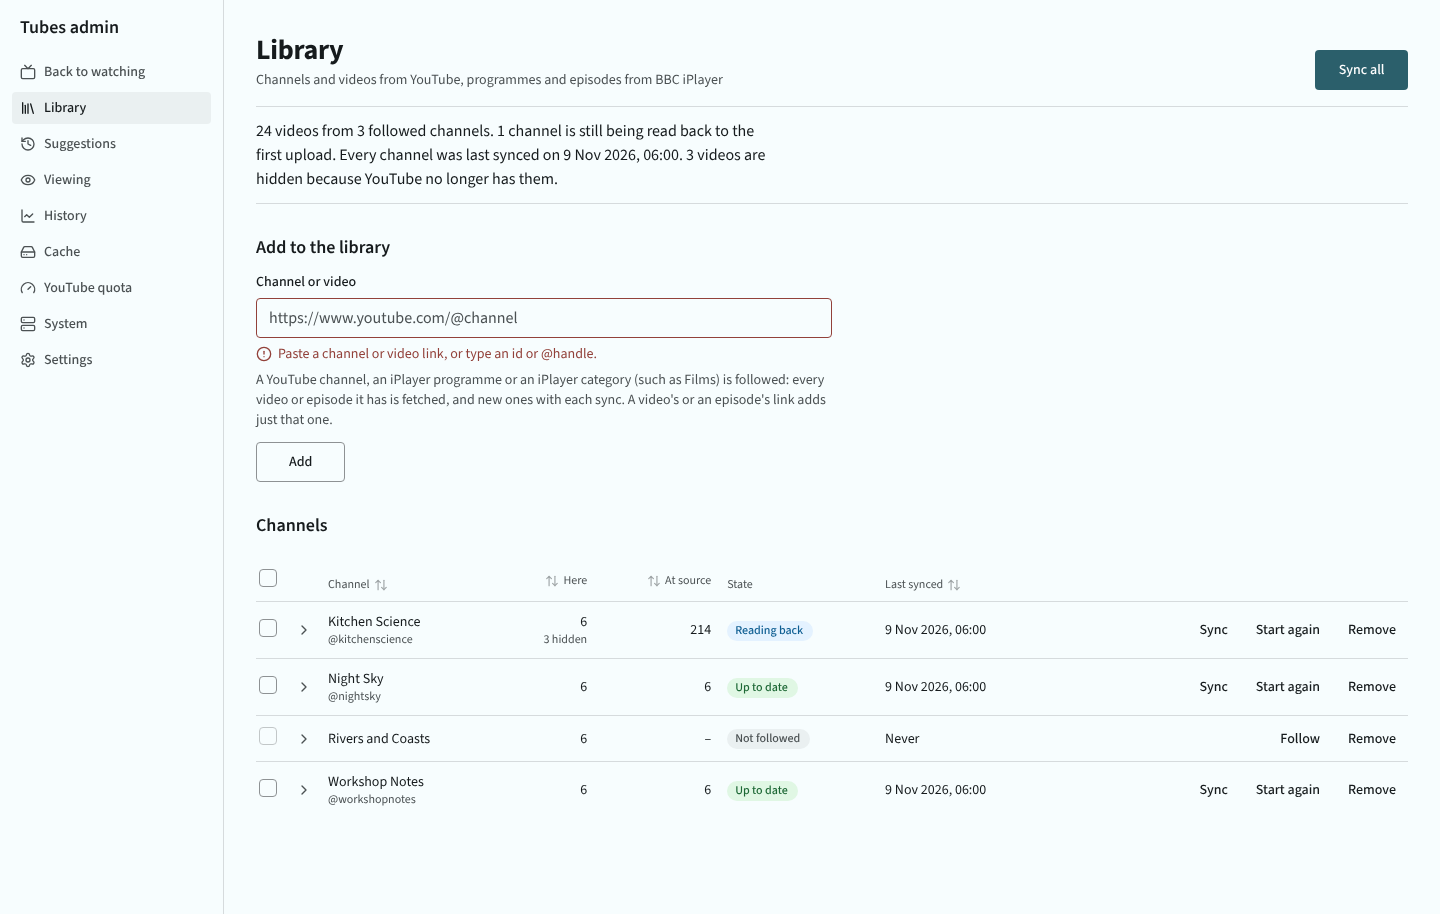 Tubes admin
Back to watching
Library
Suggestions
Viewing
History
Cache
YouTube quota
System
Settings
Library
Channels and videos from YouTube, programmes and episodes from BBC iPlayer
Sync all
24 videos from 3 followed channels. 1 channel is still being read back to the
first upload. Every channel was last synced on 9 Nov 2026, 06:00. 3 videos are
hidden because YouTube no longer has them.
Add to the library
Channel or video
https://www.youtube.com/@channel
Paste a channel or video link, or type an id or @handle.
A YouTube channel, an iPlayer programme or an iPlayer category (such as Films) is followed: every
video or episode it has is fetched, and new ones with each sync. A video's or an episode's link adds
just that one.
Add
Channels
Channel Here At source State Last synced
Kitchen Science 6 214 Reading back 9 Nov 2026, 06:00 Sync Start again Remove
@kitchenscience 3 hidden
Night Sky 6 6 Up to date 9 Nov 2026, 06:00 Sync Start again Remove
@nightsky
Rivers and Coasts 6 – Not followed Never Follow Remove
Workshop Notes 6 6 Up to date 9 Nov 2026, 06:00 Sync Start again Remove
@workshopnotes